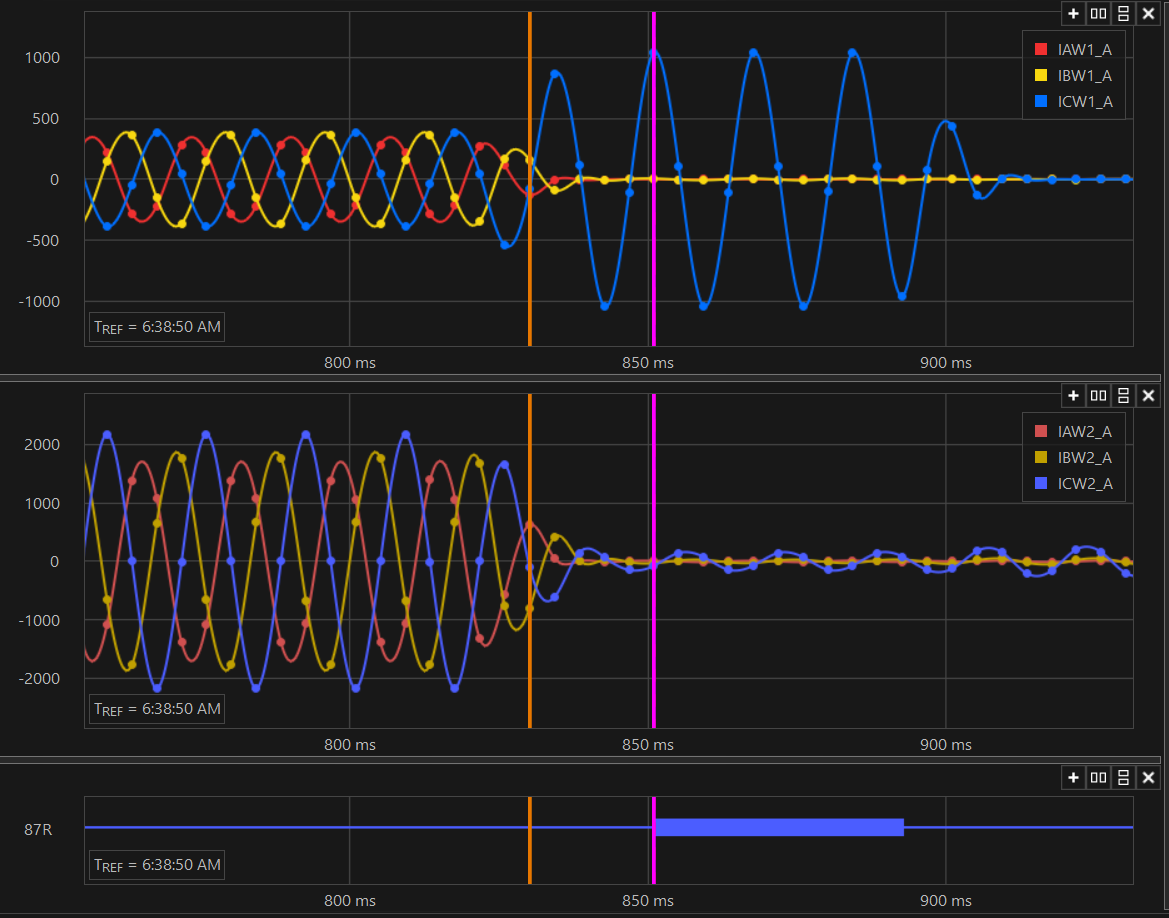 IAW1_A
IBW1_A
ICW1_A
1000
500
0
-500
-1000
TREF = 6:38:50 AM
800 ms 850 ms 900 ms
IAW2_A
IBW2_A
ICW2_A
2000
1000
0
-1000
-2000
TREF = 6:38:50 AM
800 ms 850 ms 900 ms
87R
TREF = 6:38:50 AM
800 ms 850 ms 900 ms